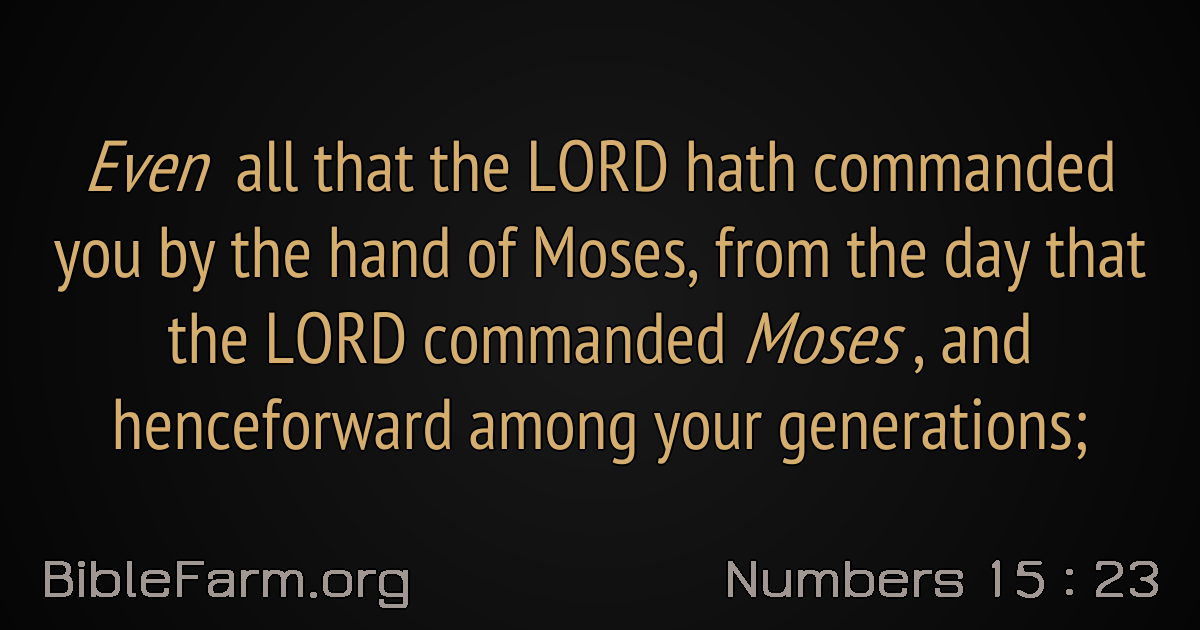 Even all that the LORD hath commanded
you by the hand of Moses, from the day that
the LORD commanded Moses , and
henceforward among your generations;
BibleFarm.org
Numbers 15 : 23